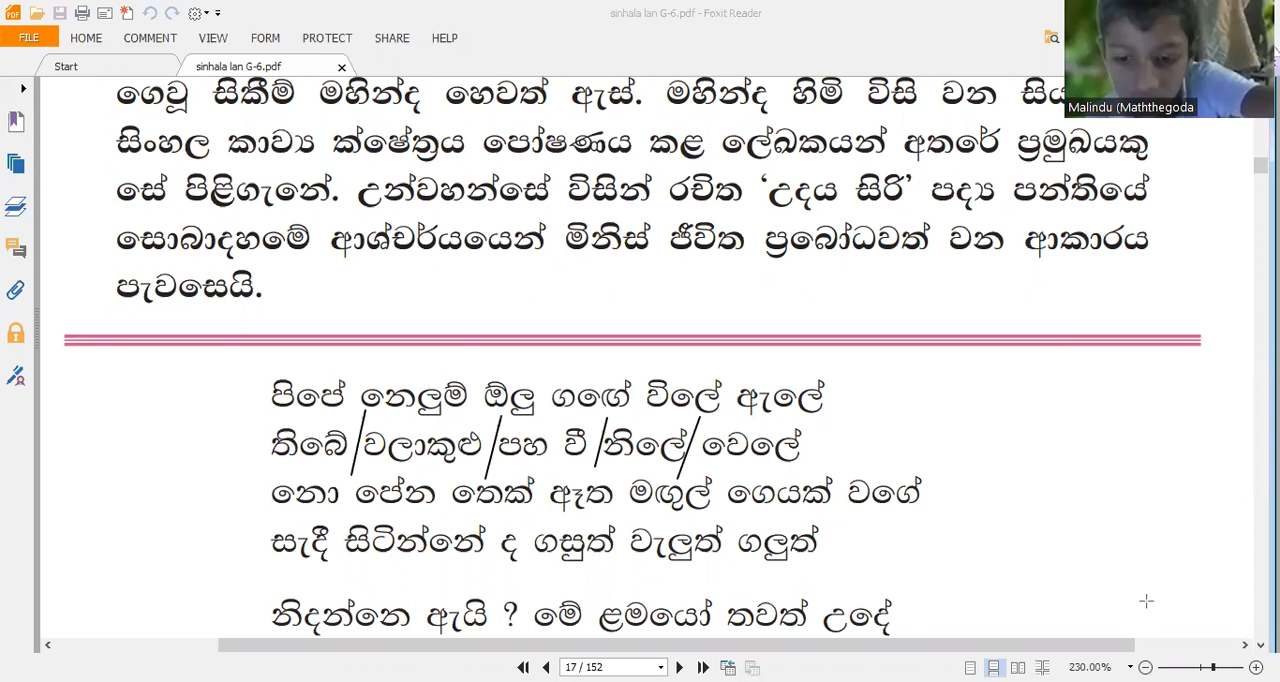 sinhala lan G-6.pdf - Foxit Reader
FILE HOME COMMENT VIEW FORM PROTECT SHARE HELP
Start sinhala lan G-6.pdf
Malindu (Maththegoda
ගෙවූ සිකීම් මහින්ද හෙවත් ඇස්. මහින්ද හිමි විසි වන සිය
සිංහල කාව්‍ය ක්ෂේත්‍රය පෝෂණය කළ ලේඛකයන් අතරේ ප්‍රමුඛයකු
සේ පිළිගැනේ. උන්වහන්සේ විසින් රචිත ‘උදය සිරි’ පද්‍ය පන්තියේ
සොබාදහමේ ආශ්චර්යයෙන් මිනිස් ජීවිත ප්‍රබෝධවත් වන ආකාරය
පැවසෙයි.
පිපේ නෙලුම් ඕලු ගඟේ විලේ ඇලේ
තිබේ වලාකුළු පහ වී නිලේ වෙලේ
නො පේන තෙක් ඈත මඟුල් ගෙයක් වගේ
සැදී සිටින්නේ ද ගසුත් වැලුත් ගලුත්
නිදන්නෙ ඇයි ? මේ ළමයෝ තවත් උදේ
17 / 152 230.00%